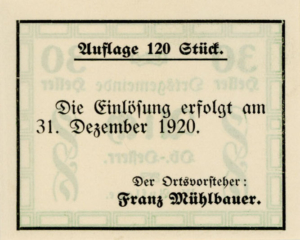 Auflage 120 Stück.
Die Einlösung erfolgt am
31. Dezember 1920.
Der Ortsvorsteher:
Franz Mühlbauer.